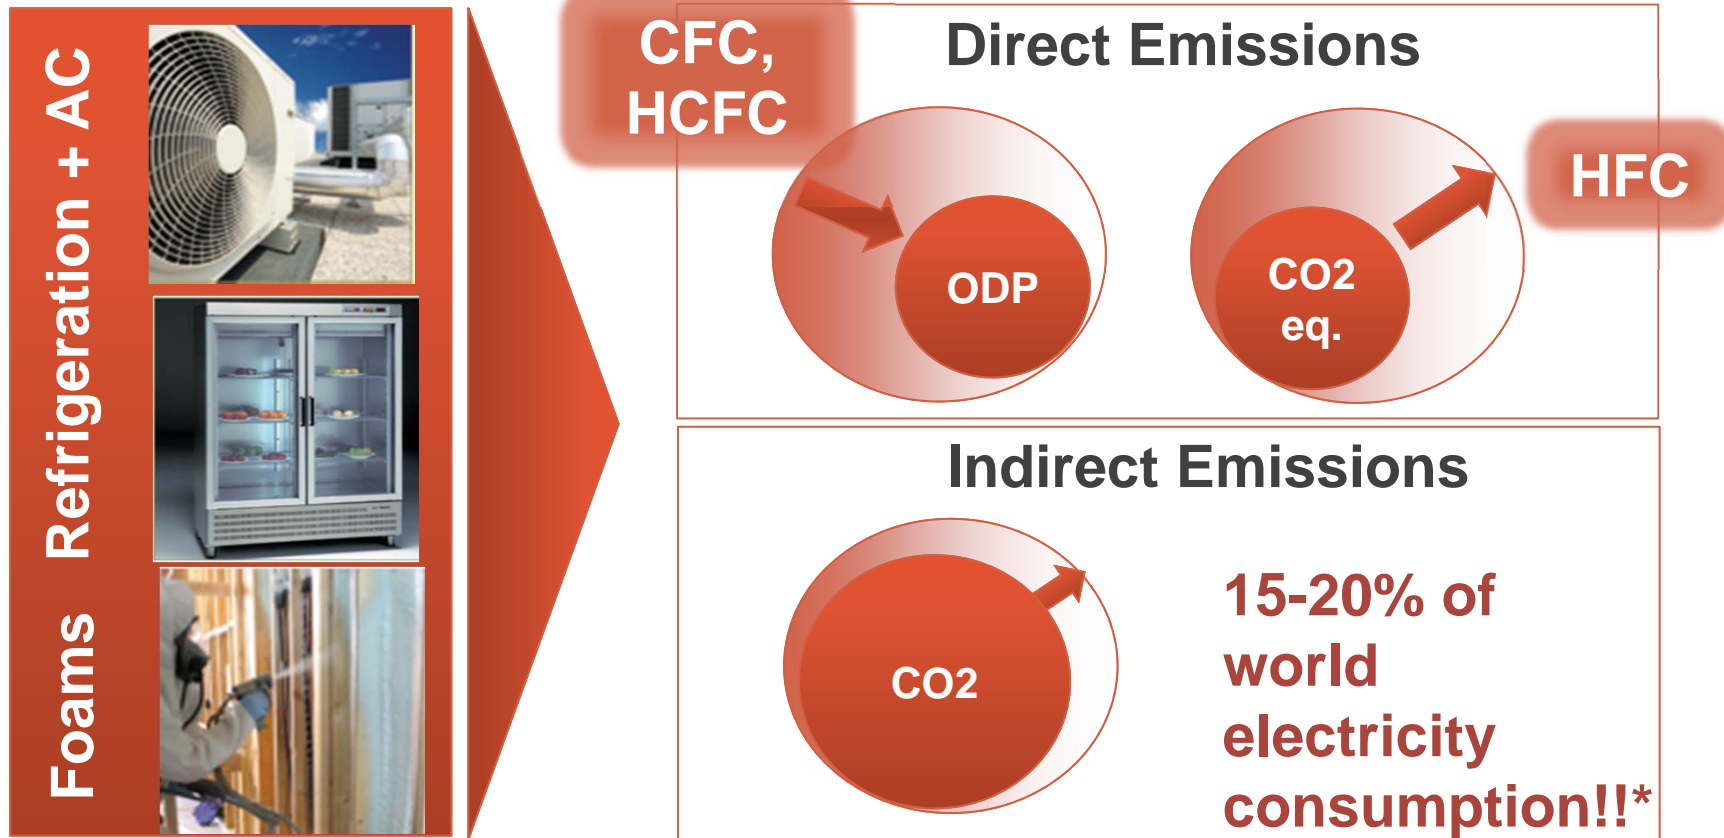 Refrigeration + AC
Foams
CFC,
HCFC
Direct Emissions
ODP
CO2
eq.
HFC
Indirect Emissions
CO2
15-20% of
world
electricity
consumption!!*